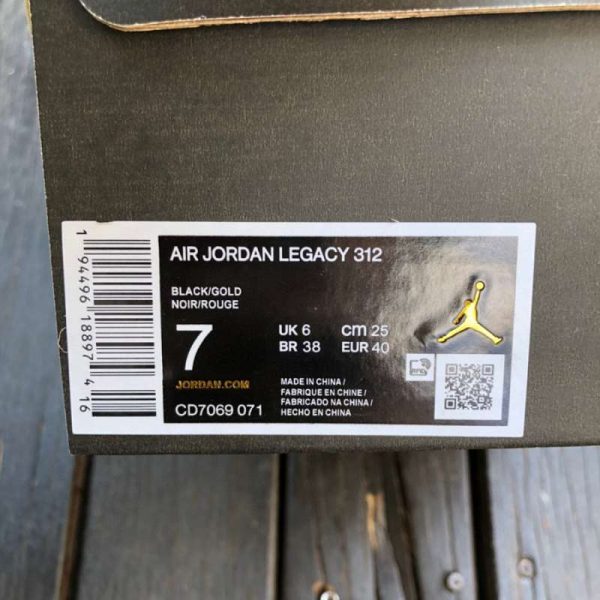 AIR JORDAN LEGACY 312
BLACK/GOLD
NOIR/ROUGE
7
UK 6 cm 25
BR 38 EUR 40
JORDAN.COM
CD7069 071
MADE IN CHINA /
FABRIQUE EN CHINE /
FABRICADO NA CHINA /
HECHO EN CHINA
1 94496 18897 4 16